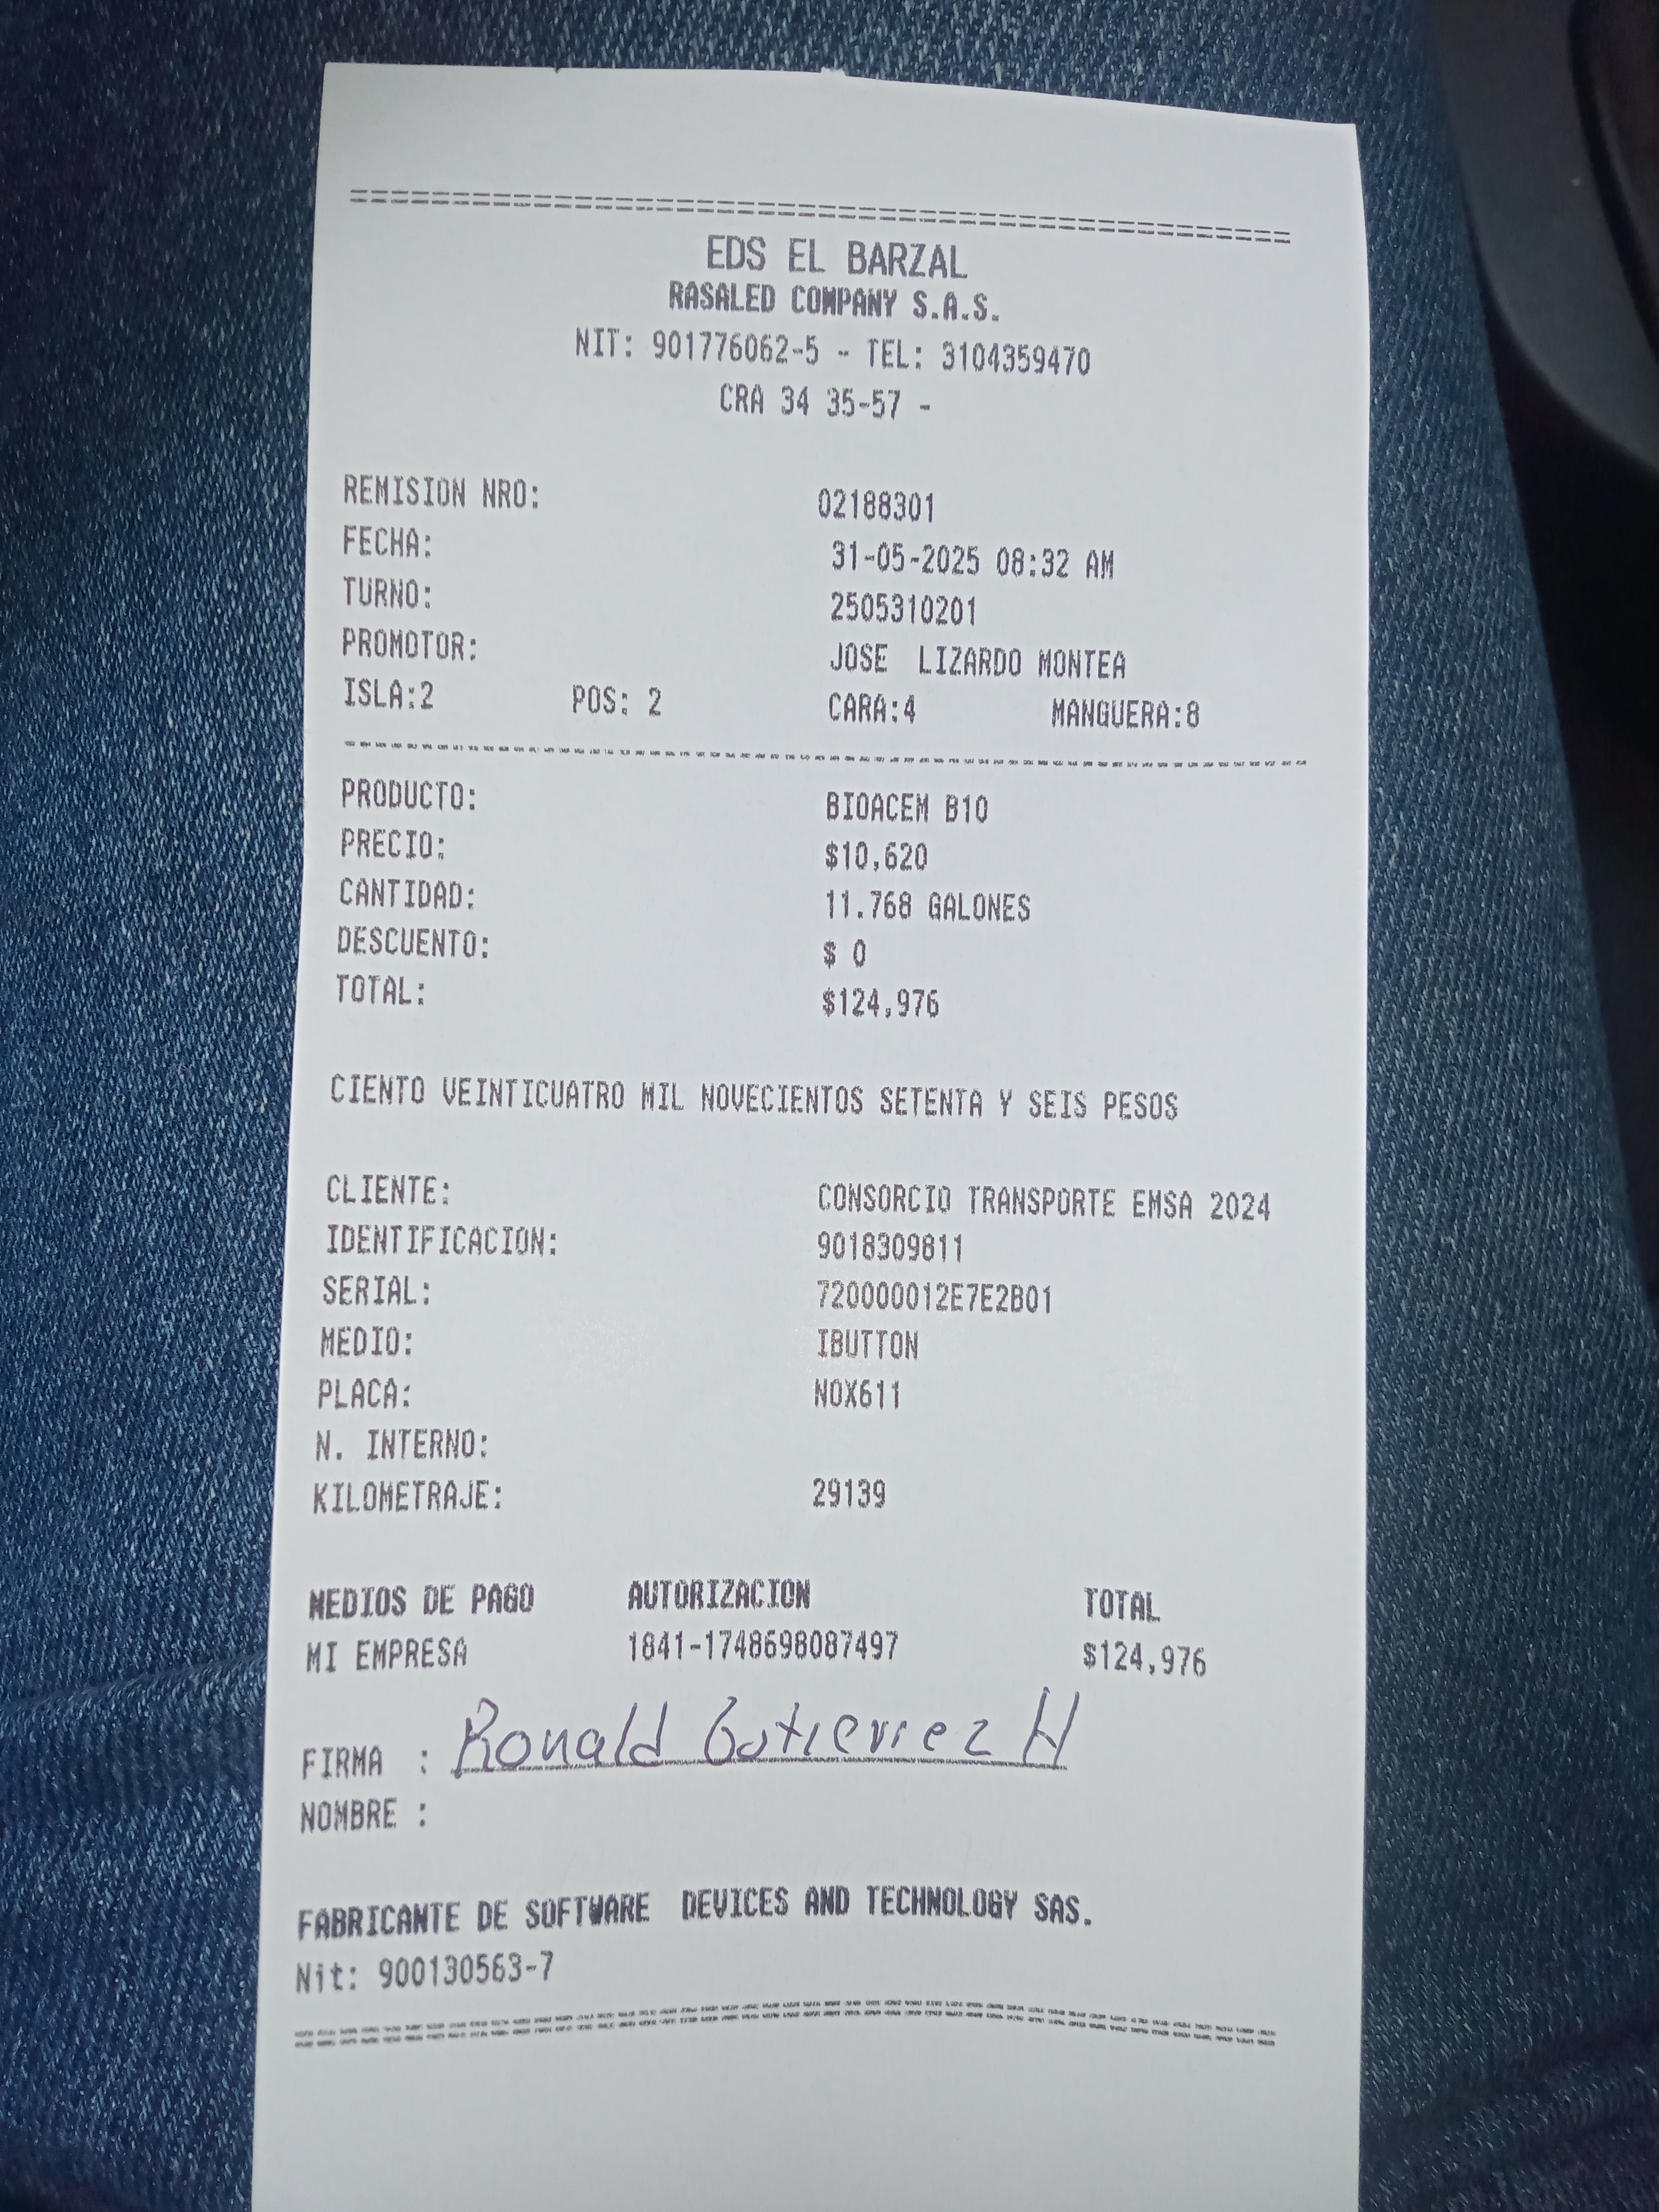 EDS EL BARZAL
RASALED COMPANY S.A.S.
NIT: 901776062-5 - TEL: 3104359470
CRA 34 35-57 -
REMISION NRO: 02188301
FECHA: 31-05-2025 08:32 AM
TURNO: 2505310201
PROMOTOR: JOSE LIZARDO MONTEA
ISLA:2 POS: 2 CARA:4 MANGUERA:8
PRODUCTO: BIOACEM B10
PRECIO: $10,620
CANTIDAD: 11.768 GALONES
DESCUENTO: $ 0
TOTAL: $124,976
CIENTO VEINTICUATRO MIL NOVECIENTOS SETENTA Y SEIS PESOS
CLIENTE: CONSORCIO TRANSPORTE EMSA 2024
IDENTIFICACION: 9018309811
SERIAL: 720000012E7E2B01
MEDIO: IBUTTON
PLACA: NOX611
N. INTERNO:
KILOMETRAJE: 29139
MEDIOS DE PAGO AUTORIZACION TOTAL
MI EMPRESA 1841-1748698087497 $124,976
FIRMA : Ronald Gutierrez H
NOMBRE :
FABRICANTE DE SOFTWARE DEVICES AND TECHNOLOGY SAS.
Nit: 900130563-7